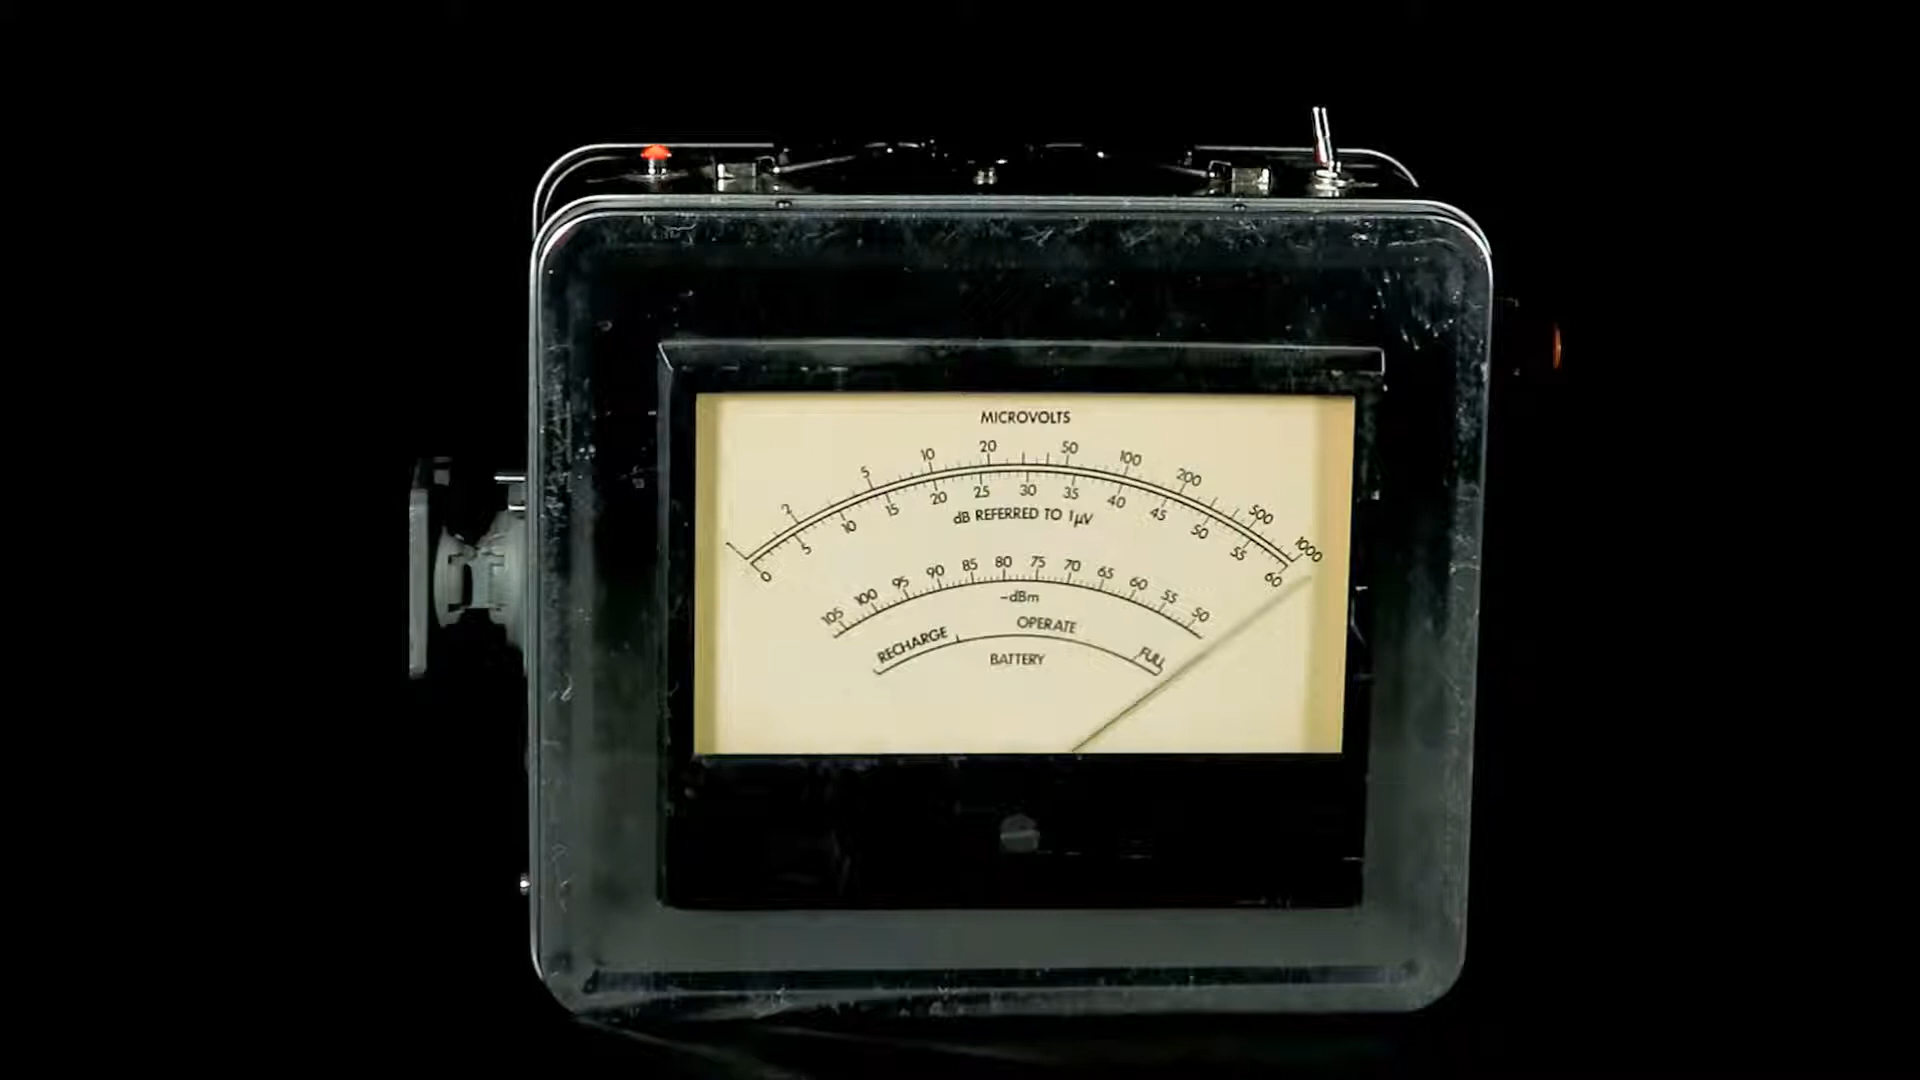 MICROVOLTS
1 2 5 10 20 50 100 200 500 1000
0 5 10 15 20 25 30 35 40 45 50 55 60
dB REFERRED TO 1μV
105 100 95 90 85 80 75 70 65 60 55 50
-dBm
RECHARGE OPERATE FULL
BATTERY